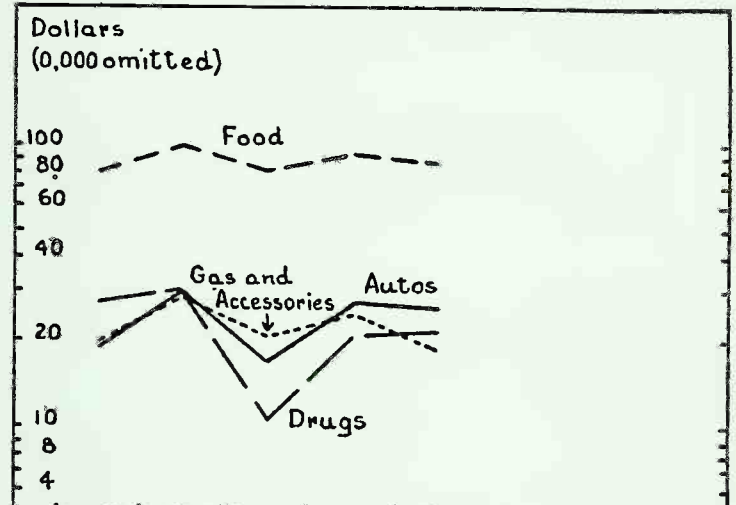 Dollars
(0,000 omitted)
100
Food
80
60
40
Gas and
Accessories
Autos
20
10
Drugs
8
4